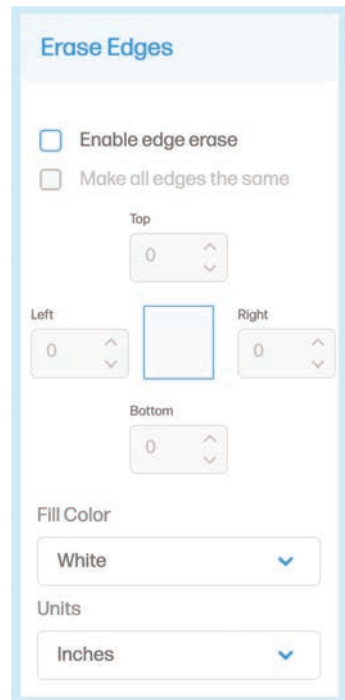 Erase Edges
Enable edge erase
Make all edges the same
Top
0
Left
Right
0
0
Bottom
0
Fill Color
White
Units
Inches